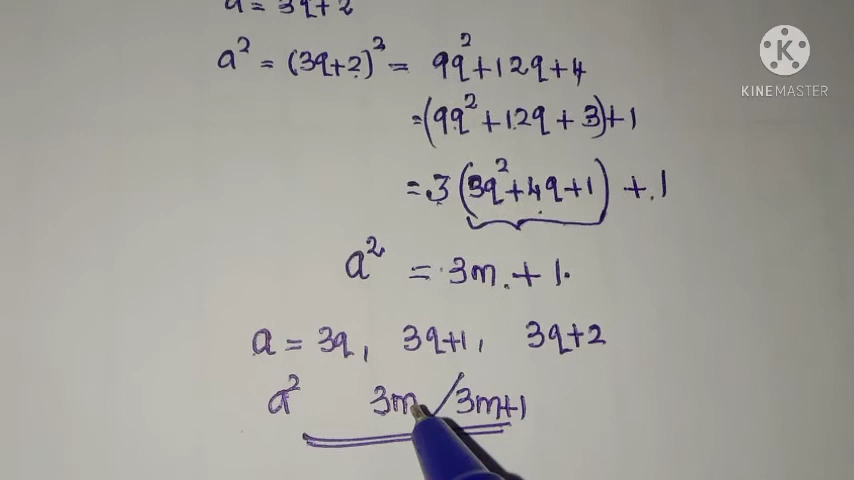 a = 3q+2
a² = (3q+2)² = 9q²+12q+4
=(9q²+12q+3)+1
=3(3q²+4q+1)+1
a² = 3m+1.
a = 3q, 3q+1, 3q+2
a² 3m/3m+1
K
KINEMASTER